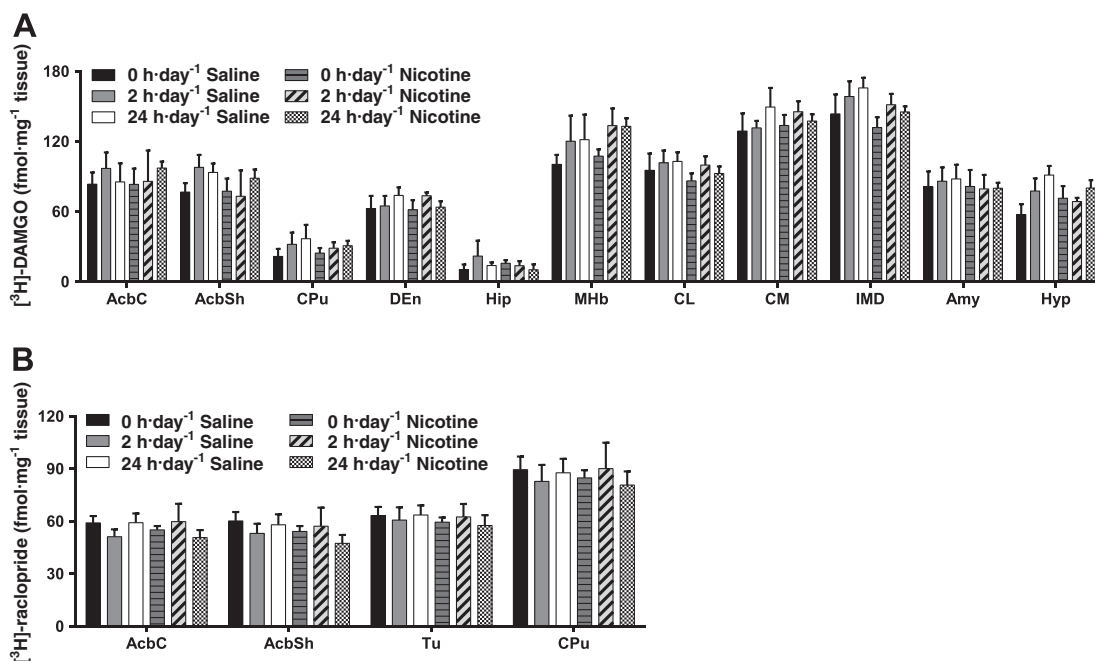 A
[³H]-DAMGO (fmol·mg⁻¹ tissue)
180
120
60
0
0 h·day⁻¹ Saline
2 h·day⁻¹ Saline
24 h·day⁻¹ Saline
0 h·day⁻¹ Nicotine
2 h·day⁻¹ Nicotine
24 h·day⁻¹ Nicotine
AcbC AcbSh CPu DEn Hip MHb CL CM IMD Amy Hyp
B
[³H]-raclopride (fmol·mg⁻¹ tissue)
120
90
60
30
0
0 h·day⁻¹ Saline
2 h·day⁻¹ Saline
24 h·day⁻¹ Saline
0 h·day⁻¹ Nicotine
2 h·day⁻¹ Nicotine
24 h·day⁻¹ Nicotine
AcbC AcbSh Tu CPu